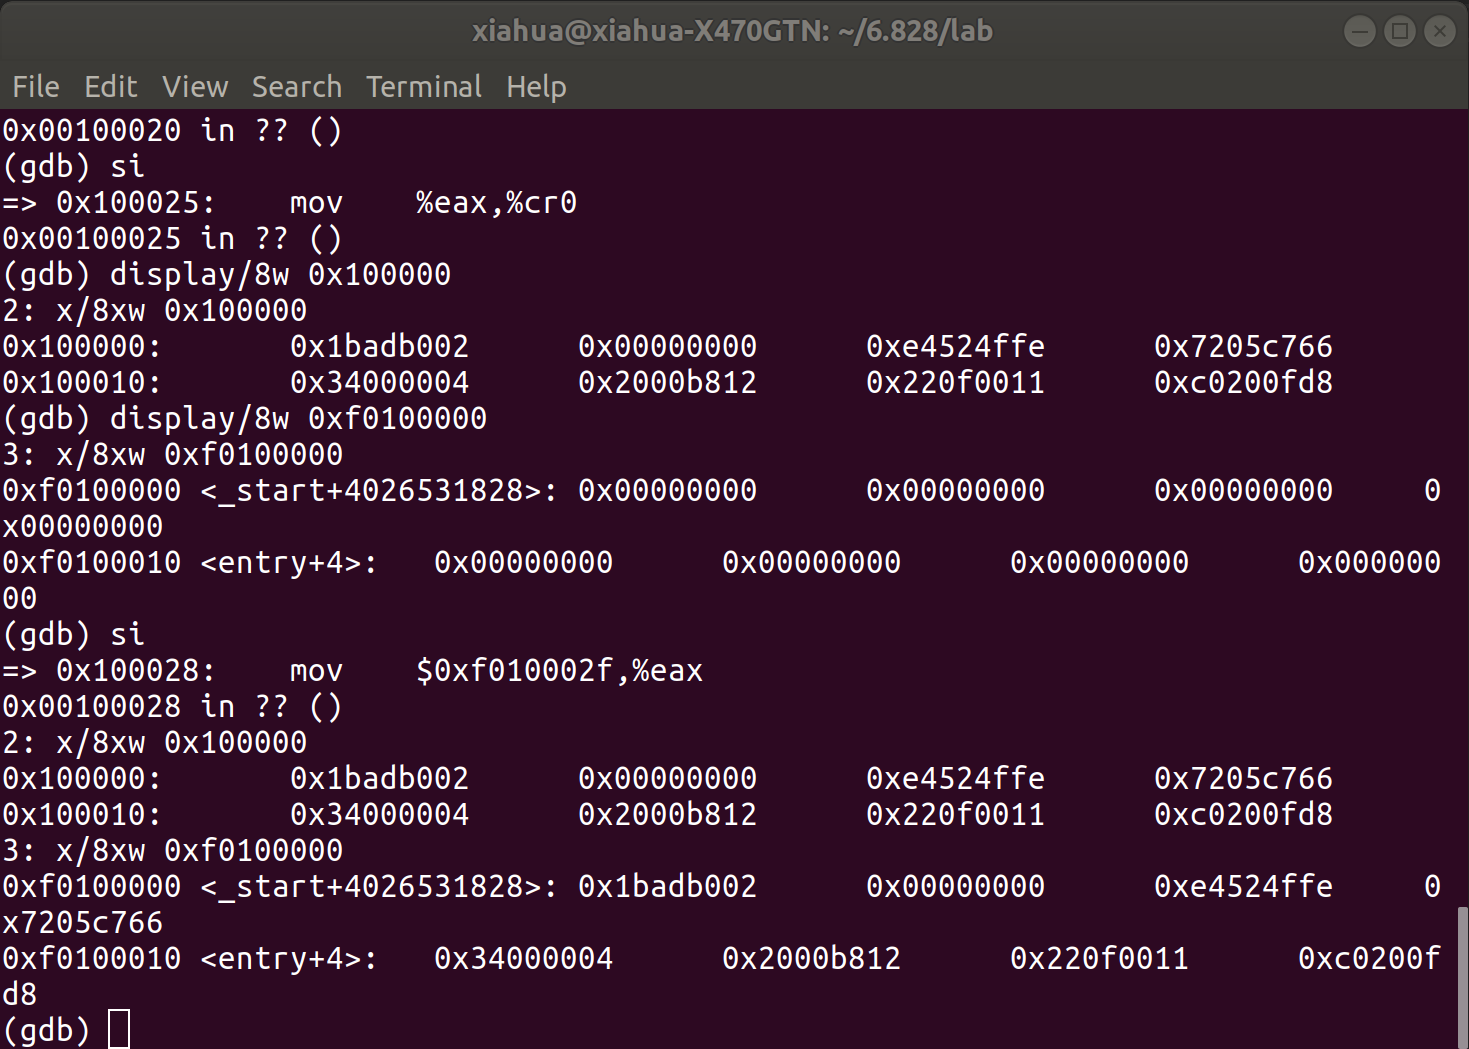 xiahua@xiahua-X470GTN: ~/6.828/lab
File Edit View Search Terminal Help
0x00100020 in ?? ()
(gdb) si
=> 0x100025:    mov    %eax,%cr0
0x00100025 in ?? ()
(gdb) display/8w 0x100000
2: x/8xw 0x100000
0x100000:       0x1badb002      0x00000000      0xe4524ffe      0x7205c766
0x100010:       0x34000004      0x2000b812      0x220f0011      0xc0200fd8
(gdb) display/8w 0xf0100000
3: x/8xw 0xf0100000
0xf0100000 <_start+4026531828>: 0x00000000      0x00000000      0x00000000      0
x00000000
0xf0100010 <entry+4>:   0x00000000      0x00000000      0x00000000      0x000000
00
(gdb) si
=> 0x100028:    mov    $0xf010002f,%eax
0x00100028 in ?? ()
2: x/8xw 0x100000
0x100000:       0x1badb002      0x00000000      0xe4524ffe      0x7205c766
0x100010:       0x34000004      0x2000b812      0x220f0011      0xc0200fd8
3: x/8xw 0xf0100000
0xf0100000 <_start+4026531828>: 0x1badb002      0x00000000      0xe4524ffe      0
x7205c766
0xf0100010 <entry+4>:   0x34000004      0x2000b812      0x220f0011      0xc0200f
d8
(gdb)